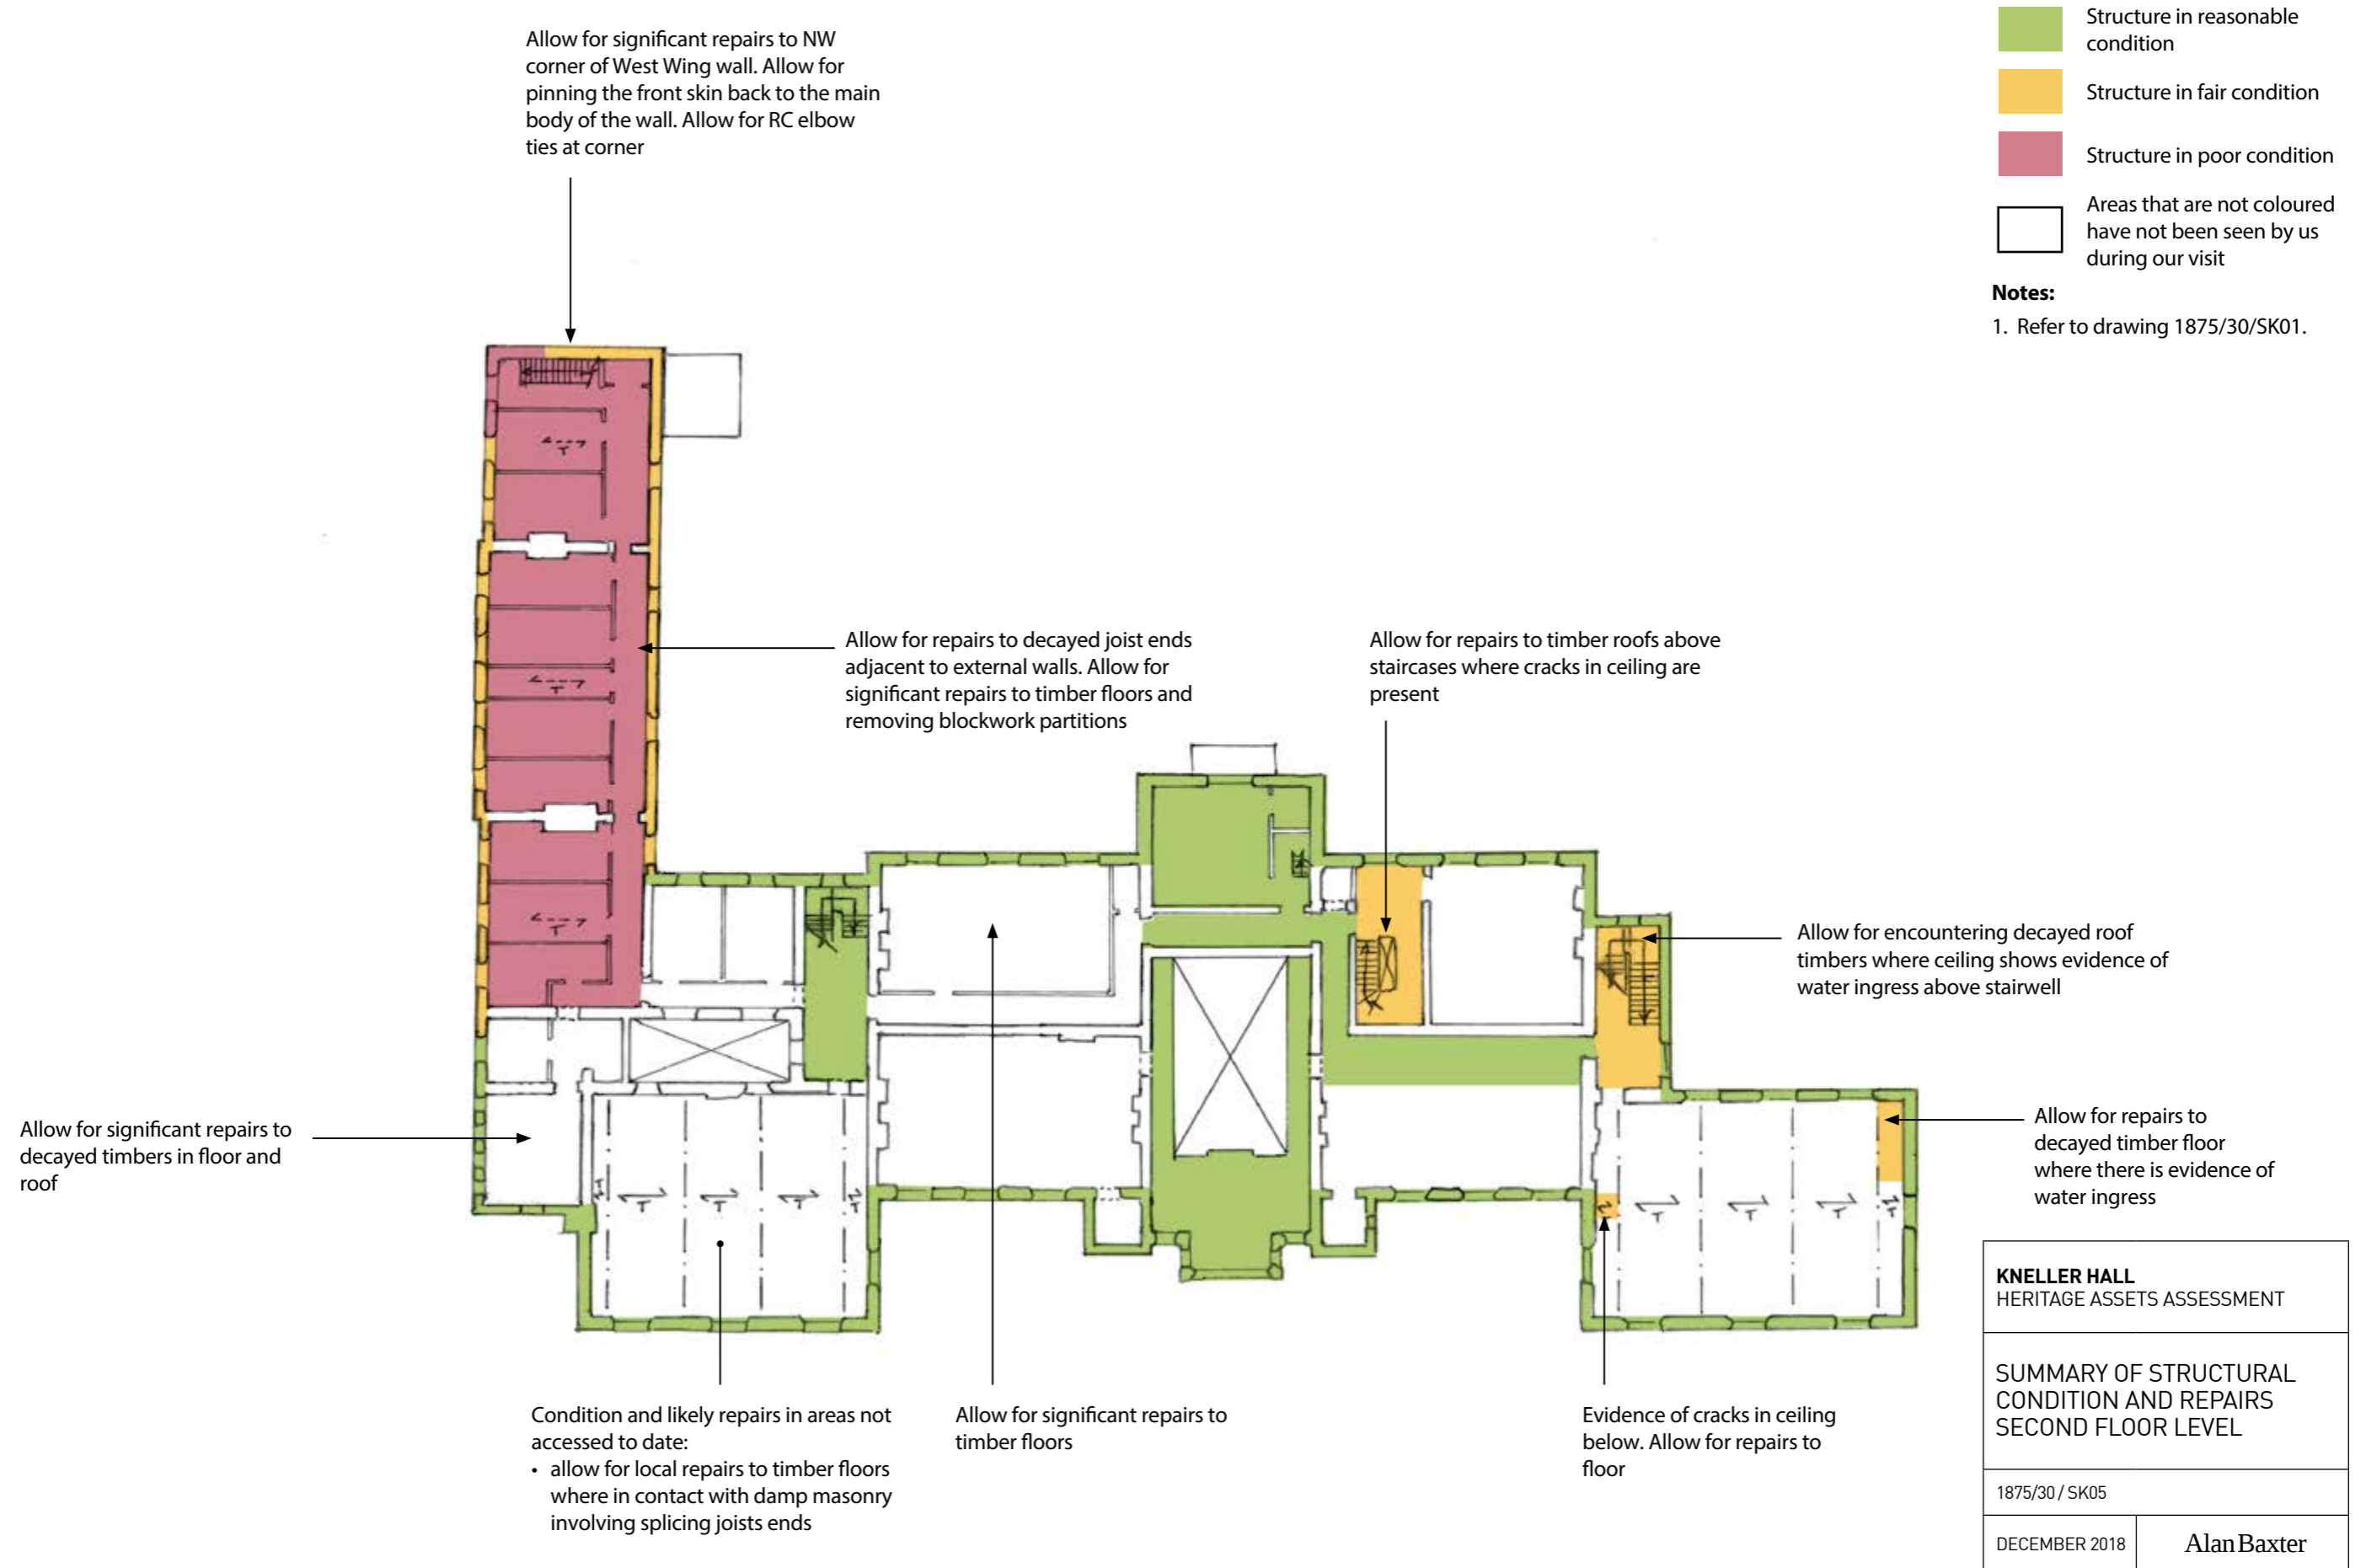 Allow for significant repairs to NW
corner of West Wing wall. Allow for
pinning the front skin back to the main
body of the wall. Allow for RC elbow
ties at corner
Structure in reasonable
condition
Structure in fair condition
Structure in poor condition
Areas that are not coloured
have not been seen by us
during our visit
Notes:
1. Refer to drawing 1875/30/SK01.
Allow for repairs to decayed joist ends
adjacent to external walls. Allow for
significant repairs to timber floors and
removing blockwork partitions
Allow for repairs to timber roofs above
staircases where cracks in ceiling are
present
Allow for encountering decayed roof
timbers where ceiling shows evidence of
water ingress above stairwell
Allow for significant repairs to
decayed timbers in floor and
roof
Allow for repairs to
decayed timber floor
where there is evidence of
water ingress
Condition and likely repairs in areas not
accessed to date:
• allow for local repairs to timber floors
where in contact with damp masonry
involving splicing joists ends
Allow for significant repairs to
timber floors
Evidence of cracks in ceiling
below. Allow for repairs to
floor
KNELLER HALL
HERITAGE ASSETS ASSESSMENT
SUMMARY OF STRUCTURAL
CONDITION AND REPAIRS
SECOND FLOOR LEVEL
1875/30 / SK05
DECEMBER 2018
AlanBaxter
T
T
T
T
T
T
T
T
T